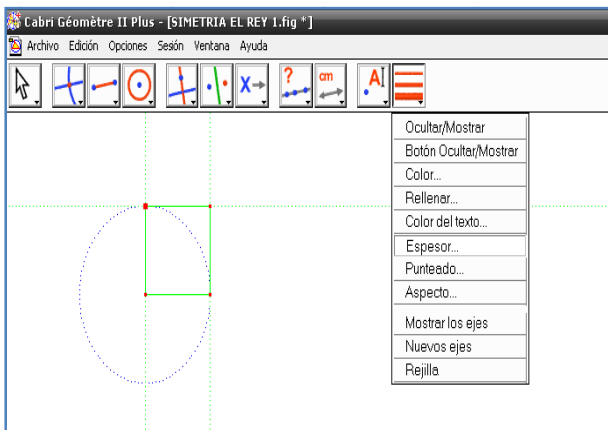 Cabri Géomètre II Plus - [SIMETRIA EL REY 1.fig *]
Archivo Edición Opciones Sesión Ventana Ayuda
X→ ? cm A
Ocultar/Mostrar
Botón Ocultar/Mostrar
Color...
Rellenar...
Color del texto...
Espesor...
Punteado...
Aspecto...
Mostrar los ejes
Nuevos ejes
Rejilla